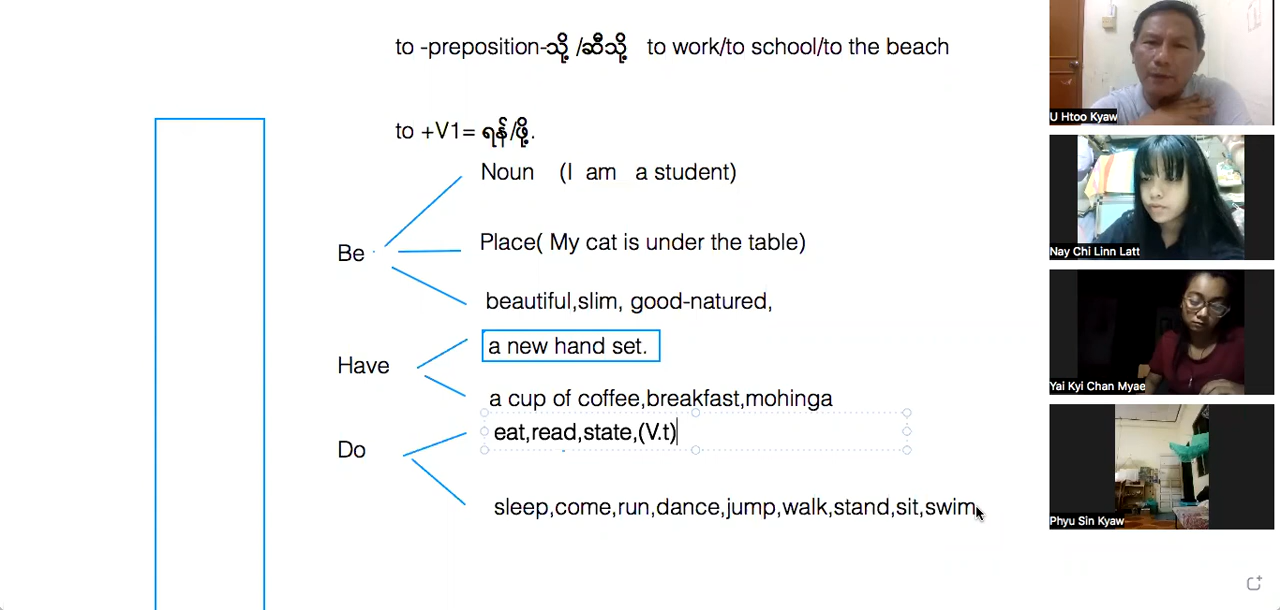 to -preposition-သို့ /ဆီသို့ to work/to school/to the beach
to +V1= ရန်/ဖို့.
Noun (I am a student)
Be
Place( My cat is under the table)
beautiful,slim, good-natured,
Have
a new hand set.
a cup of coffee,breakfast,mohinga
Do
eat,read,state,(V.t)
sleep,come,run,dance,jump,walk,stand,sit,swim,
U Htoo Kyaw
Nay Chi Linn Latt
Yai Kyi Chan Myae
Phyu Sin Kyaw